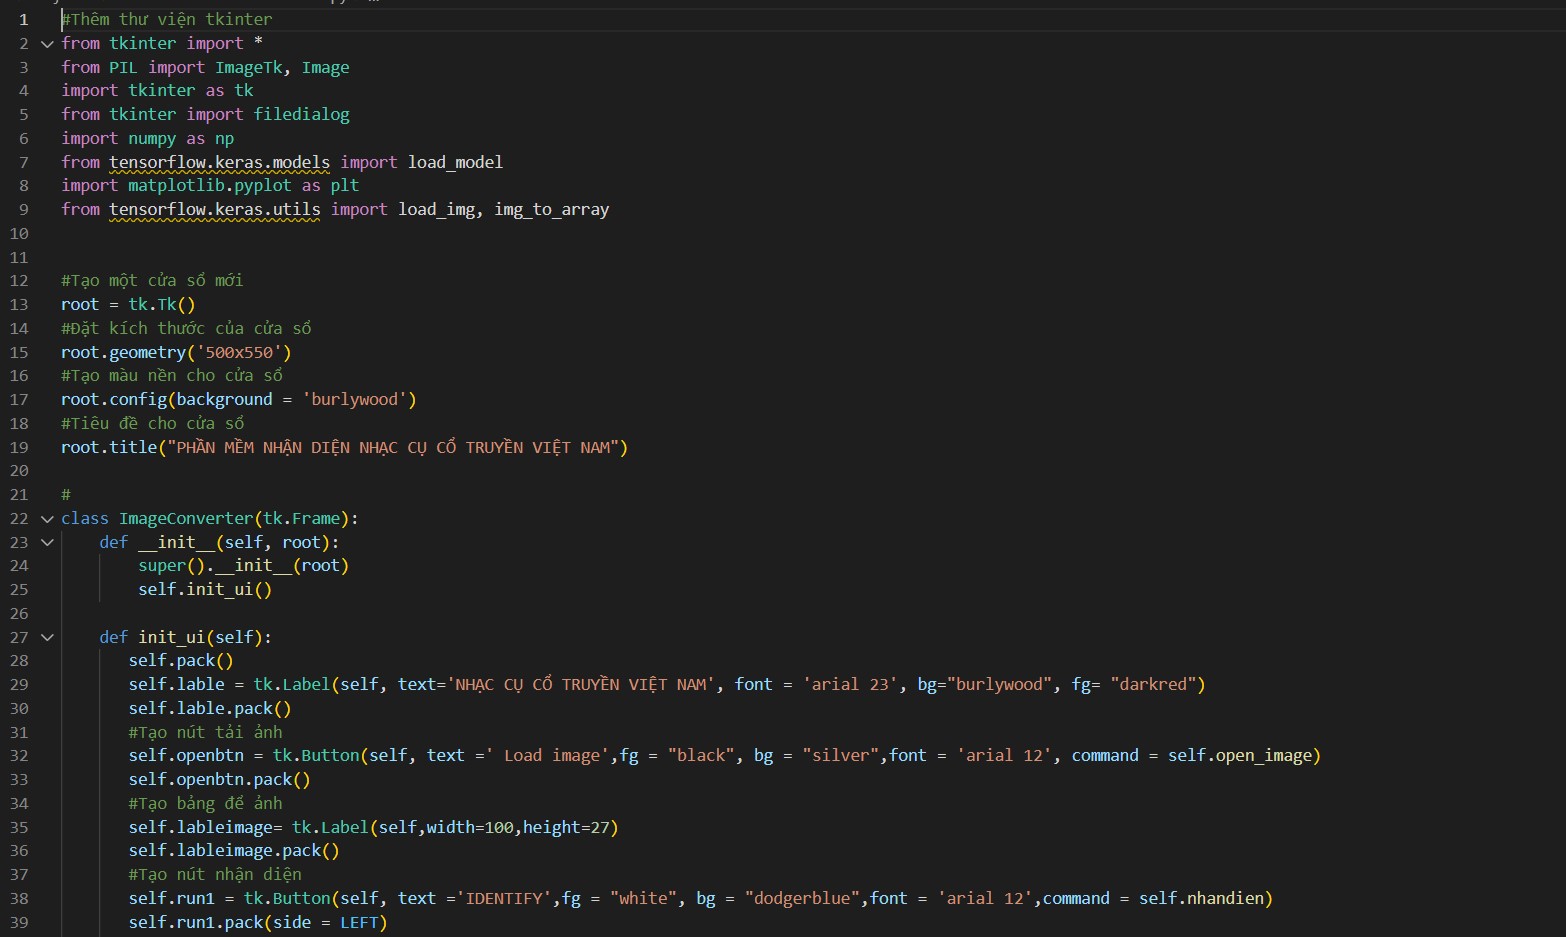 1 #Thêm thư viện tkinter
2 from tkinter import *
3 from PIL import ImageTk, Image
4 import tkinter as tk
5 from tkinter import filedialog
6 import numpy as np
7 from tensorflow.keras.models import load_model
8 import matplotlib.pyplot as plt
9 from tensorflow.keras.utils import load_img, img_to_array
10
11
12 #Tạo một cửa sổ mới
13 root = tk.Tk()
14 #Đặt kích thước của cửa sổ
15 root.geometry('500x550')
16 #Tạo màu nền cho cửa sổ
17 root.config(background = 'burlywood')
18 #Tiêu đề cho cửa sổ
19 root.title("PHẦN MỀM NHẬN DIỆN NHẠC CỤ CỔ TRUYỀN VIỆT NAM")
20
21 #
22 class ImageConverter(tk.Frame):
23     def __init__(self, root):
24         super().__init__(root)
25         self.init_ui()
26
27     def init_ui(self):
28        self.pack()
29        self.lable = tk.Label(self, text='NHẠC CỤ CỔ TRUYỀN VIỆT NAM', font = 'arial 23', bg="burlywood", fg= "darkred")
30        self.lable.pack()
31        #Tạo nút tải ảnh
32        self.openbtn = tk.Button(self, text =' Load image',fg = "black", bg = "silver",font = 'arial 12', command = self.open_image)
33        self.openbtn.pack()
34        #Tạo bảng để ảnh
35        self.lableimage= tk.Label(self,width=100,height=27)
36        self.lableimage.pack()
37        #Tạo nút nhận diện
38        self.run1 = tk.Button(self, text ='IDENTIFY',fg = "white", bg = "dodgerblue",font = 'arial 12',command = self.nhandien)
39        self.run1.pack(side = LEFT)